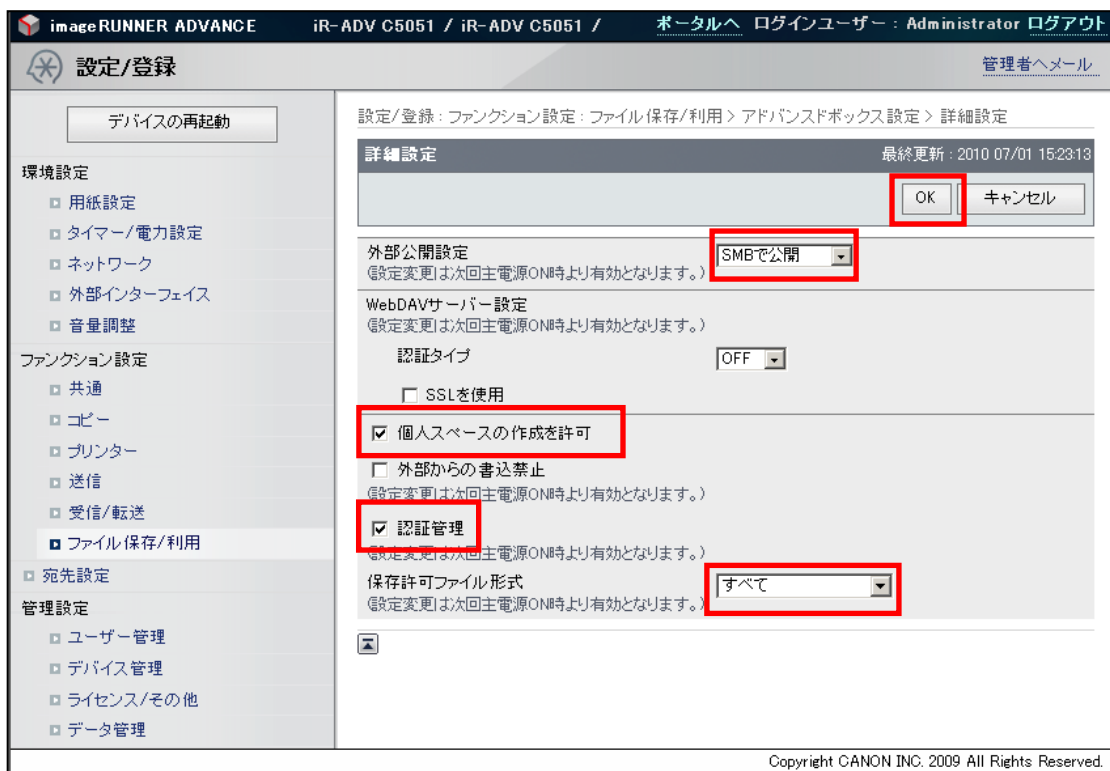 imageRUNNER ADVANCE iR-ADV C5051 / iR-ADV C5051 / ポータルへ ログインユーザー : Administrator ログアウト
設定/登録 管理者へメール
デバイスの再起動
環境設定
用紙設定
タイマー/電力設定
ネットワーク
外部インターフェイス
音量調整
ファンクション設定
共通
コピー
プリンター
送信
受信/転送
ファイル保存/利用
宛先設定
管理設定
ユーザー管理
デバイス管理
ライセンス/その他
データ管理
設定/登録 : ファンクション設定 : ファイル保存/利用 > アドバンスドボックス設定 > 詳細設定
詳細設定 最終更新 : 2010 07/01 15:23:13
OK キャンセル
外部公開設定 SMBで公開
(設定変更は次回主電源ON時より有効となります。)
WebDAVサーバー設定
(設定変更は次回主電源ON時より有効となります。)
認証タイプ OFF
SSLを使用
個人スペースの作成を許可
外部からの書込禁止
(設定変更は次回主電源ON時より有効となります。)
認証管理
(設定変更は次回主電源ON時より有効となります。)
保存許可ファイル形式 すべて
(設定変更は次回主電源ON時より有効となります。)
Copyright CANON INC. 2009 All Rights Reserved.